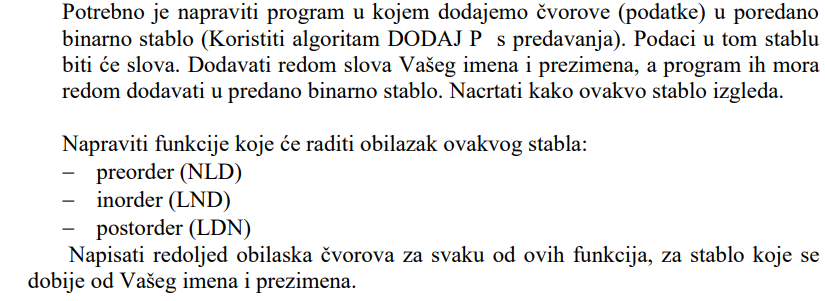 Potrebno je napraviti program u kojem dodajemo čvorove (podatke) u poredano
binarno stablo (Koristiti algoritam DODAJ P s predavanja). Podaci u tom stablu
biti će slova. Dodavati redom slova Vašeg imena i prezimena, a program ih mora
redom dodavati u predano binarno stablo. Nacrtati kako ovakvo stablo izgleda.
Napraviti funkcije koje će raditi obilazak ovakvog stabla:
– preorder (NLD)
– inorder (LND)
– postorder (LDN)
Napisati redoljed obilaska čvorova za svaku od ovih funkcija, za stablo koje se
dobije od Vašeg imena i prezimena.